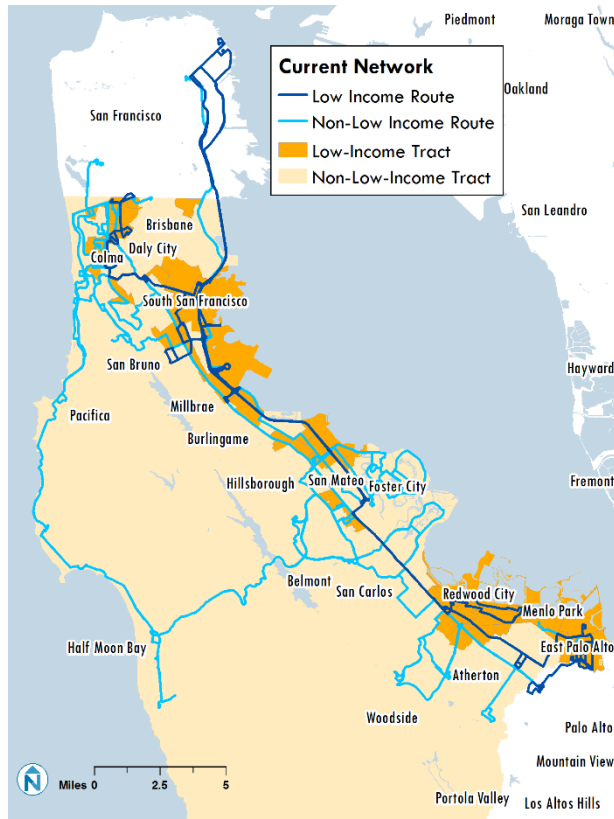 Piedmont
Moraga Town
Current Network
Low Income Route
Non-Low Income Route
Low-Income Tract
Non-Low-Income Tract
Oakland
San Francisco
San Leandro
Brisbane
Daly City
Colma
South San Francisco
San Bruno
Hayward
Millbrae
Pacifica
Burlingame
Hillsborough
San Mateo
Foster City
Fremont
Belmont
San Carlos
Redwood City
Menlo Park
Half Moon Bay
East Palo Alto
Atherton
Woodside
Palo Alto
Mountain View
Portola Valley
Los Altos Hills
N
Miles 0 2.5 5